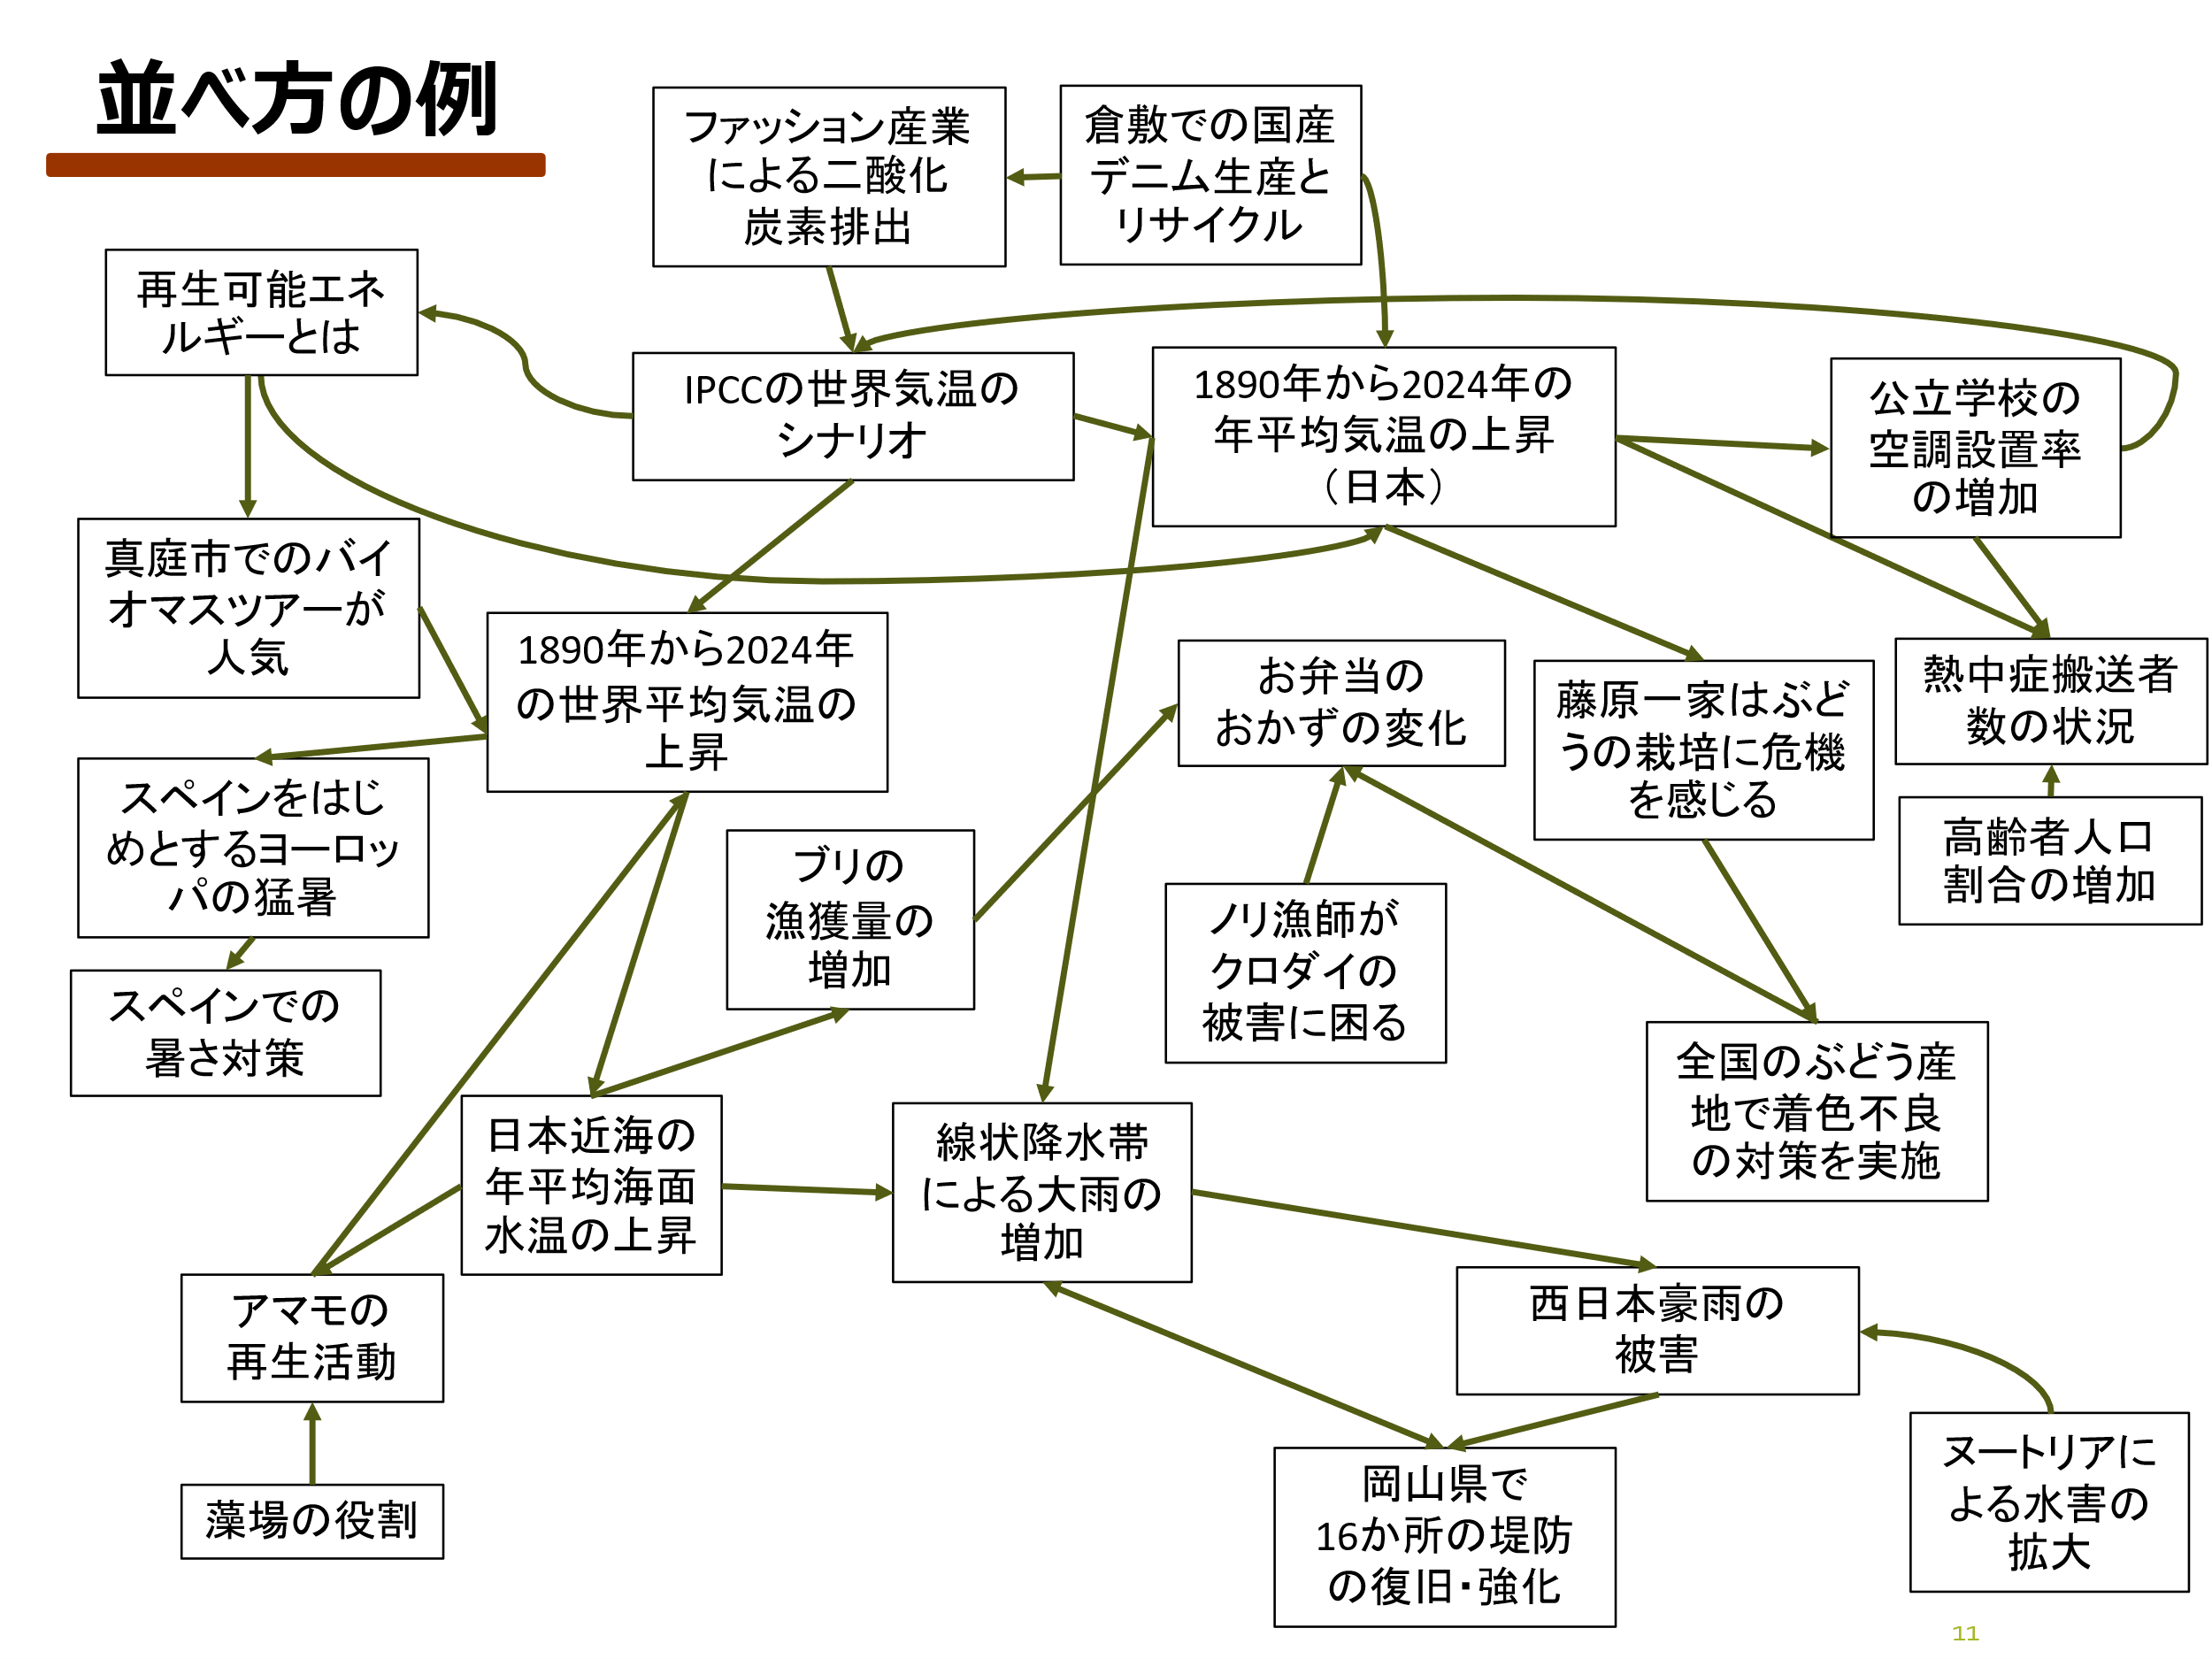 並べ方の例
ファッション産業
による二酸化
炭素排出
倉敷での国産
デニム生産と
リサイクル
再生可能エネ
ルギーとは
IPCCの世界気温の
シナリオ
1890年から2024年の
年平均気温の上昇
（日本）
公立学校の
空調設置率
の増加
真庭市でのバイ
オマスツアーが
人気
1890年から2024年
の世界平均気温の
上昇
お弁当の
おかずの変化
藤原一家はぶど
うの栽培に危機
を感じる
熱中症搬送者
数の状況
スペインをはじ
めとするヨーロッ
パの猛暑
ブリの
漁獲量の
増加
ノリ漁師が
クロダイの
被害に困る
高齢者人口
割合の増加
スペインでの
暑さ対策
全国のぶどう産
地で着色不良
の対策を実施
日本近海の
年平均海面
水温の上昇
線状降水帯
による大雨の
増加
アマモの
再生活動
西日本豪雨の
被害
藻場の役割
岡山県で
16か所の堤防
の復旧・強化
ヌートリアに
よる水害の
拡大
11